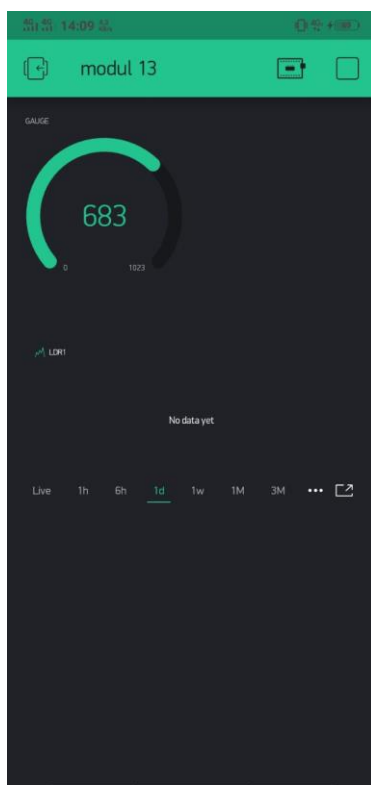 14:09
modul 13
GAUGE
683
0 1023
LDR1
No data yet
Live 1h 6h 1d 1w 1M 3M